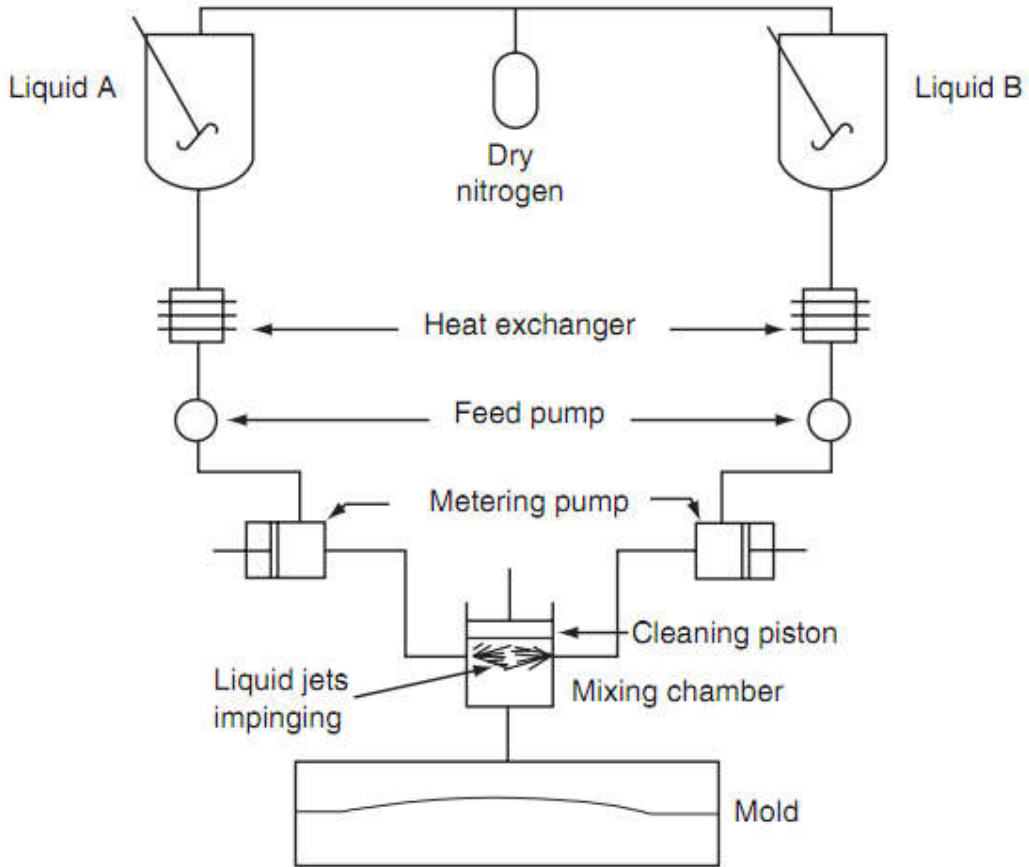 Liquid A
Liquid B
Dry
nitrogen
Heat exchanger
Feed pump
Metering pump
Cleaning piston
Liquid jets
impinging
Mixing chamber
Mold